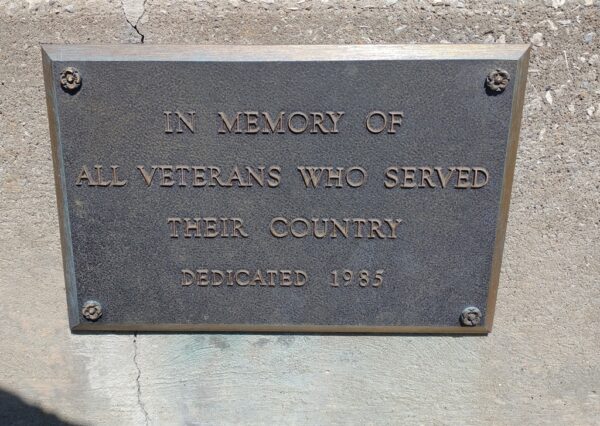 IN MEMORY OF
ALL VETERANS WHO SERVED
THEIR COUNTRY
DEDICATED 1985